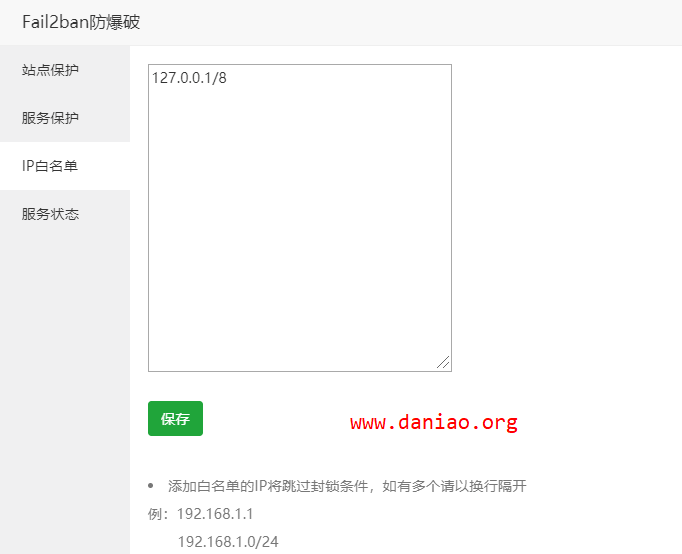 Fail2ban防爆破
站点保护
服务保护
IP白名单
服务状态
127.0.0.1/8
保存
www.daniao.org
添加白名单的IP将跳过封锁条件，如有多个请以换行隔开
例：192.168.1.1
192.168.1.0/24